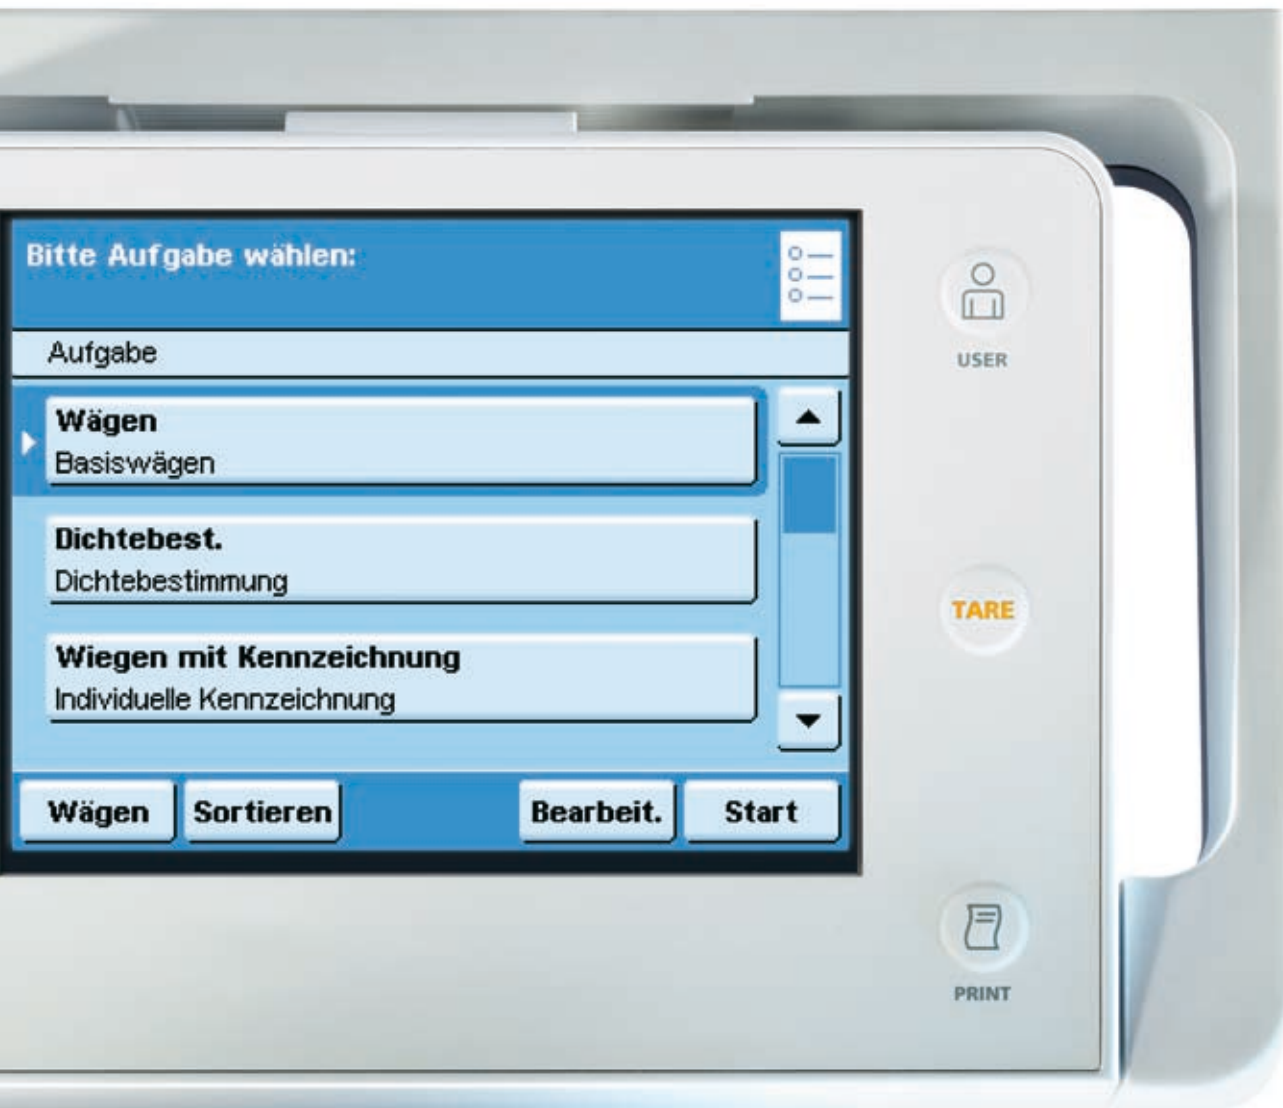 Bitte Aufgabe wählen:
Aufgabe
Wägen
Basiswägen
Dichtebest.
Dichtebestimmung
Wiegen mit Kennzeichnung
Individuelle Kennzeichnung
Wägen Sortieren Bearbeit. Start
USER
TARE
PRINT